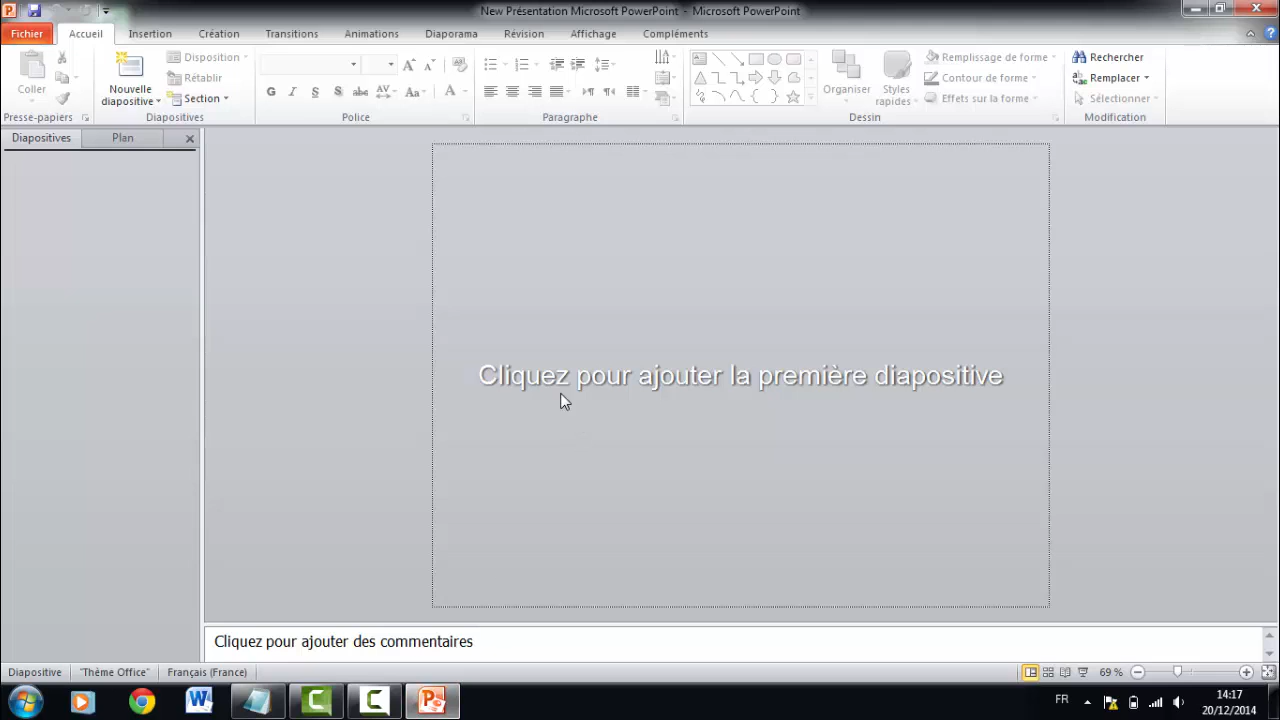 New Présentation Microsoft PowerPoint - Microsoft PowerPoint
Fichier Accueil Insertion Création Transitions Animations Diaporama Révision Affichage Compléments
Coller
Presse-papiers
Nouvelle diapositive
Disposition
Rétablir
Section
Diapositives
G I S S abc AV Aa A
Police
Paragraphe
Organiser
Styles rapides
Remplissage de forme
Contour de forme
Effets sur la forme
Dessin
Rechercher
Remplacer
Sélectionner
Modification
Diapositives Plan
Cliquez pour ajouter la première diapositive
Cliquez pour ajouter des commentaires
Diapositive "Thème Office" Français (France) 69 %
FR 14:17
20/12/2014